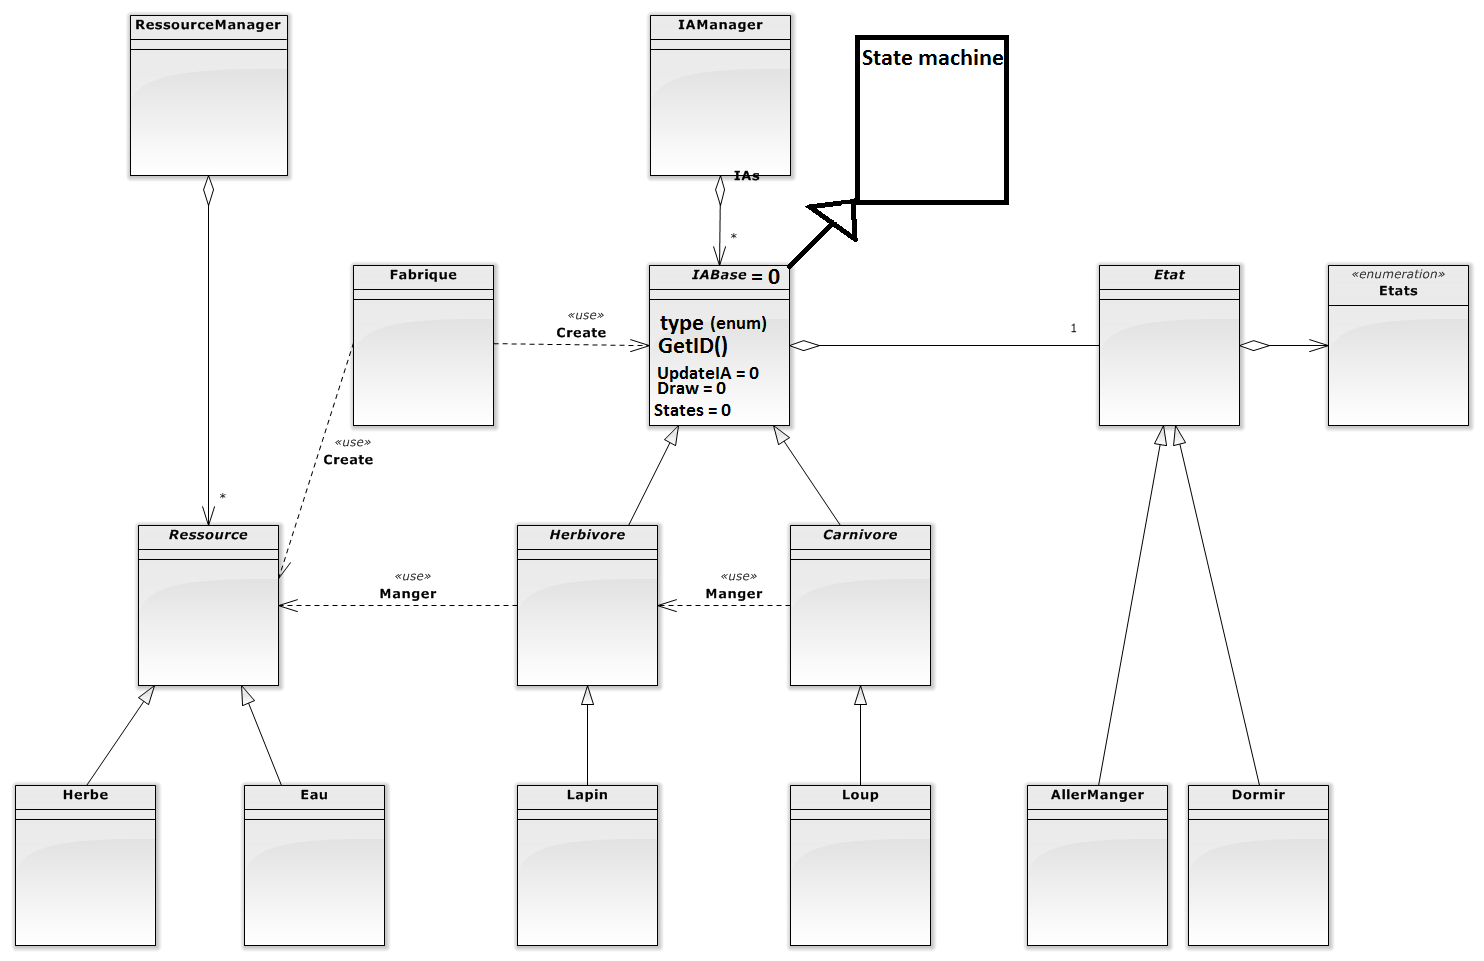 RessourceManager
IAManager
State machine
IAs
*
Fabrique
IABase = 0
Etat
«enumeration»
Etats
«use»
Create
type (enum)
GetID()
UpdateIA = 0
Draw = 0
States = 0
1
«use»
Create
*
Ressource
Herbivore
Carnivore
«use»
Manger
«use»
Manger
Herbe
Eau
Lapin
Loup
AllerManger
Dormir